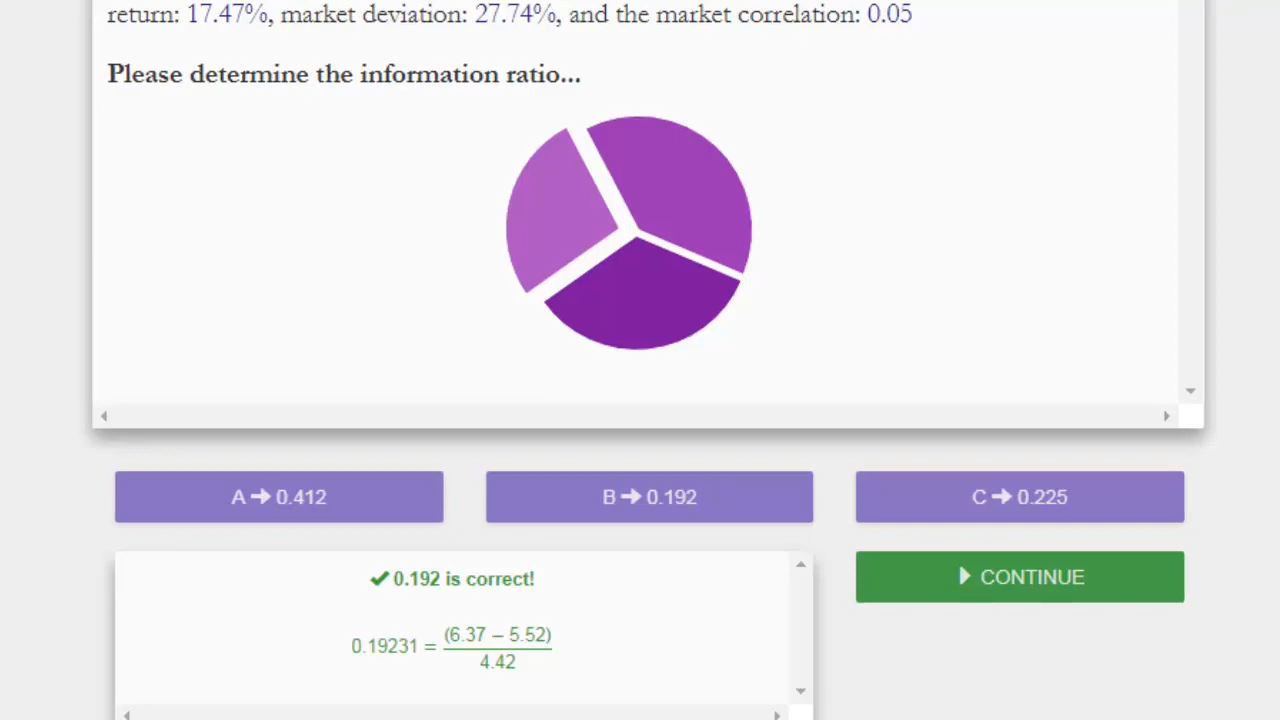 return: 17.47%, market deviation: 27.74%, and the market correlation: 0.05
Please determine the information ratio...
A ➔ 0.412
B ➔ 0.192
C ➔ 0.225
✔ 0.192 is correct!
0.19231 = (6.37 − 5.52)
4.42
CONTINUE